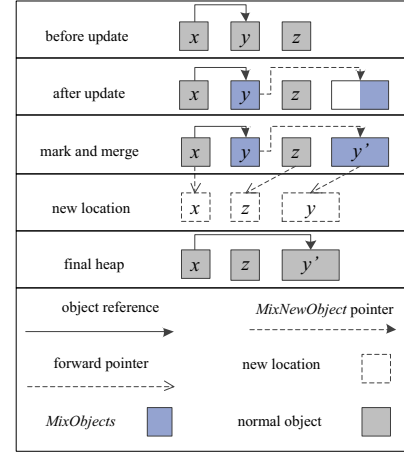 before update x y z
after update x y z
mark and merge x y z y'
new location x z y
final heap x z y'
object reference MixNewObject pointer
forward pointer new location
MixObjects normal object